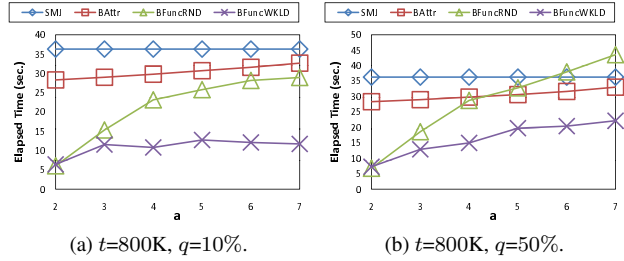 SMJ BAttr BFuncRND BFuncWKLD
Elapsed Time (sec.)
40
35
30
25
20
15
10
5
0
2 3 4 5 6 7
a
(a) t=800K, q=10%.
SMJ BAttr BFuncRND BFuncWKLD
Elapsed Time (sec.)
50
45
40
35
30
25
20
15
10
5
0
2 3 4 5 6 7
a
(b) t=800K, q=50%.